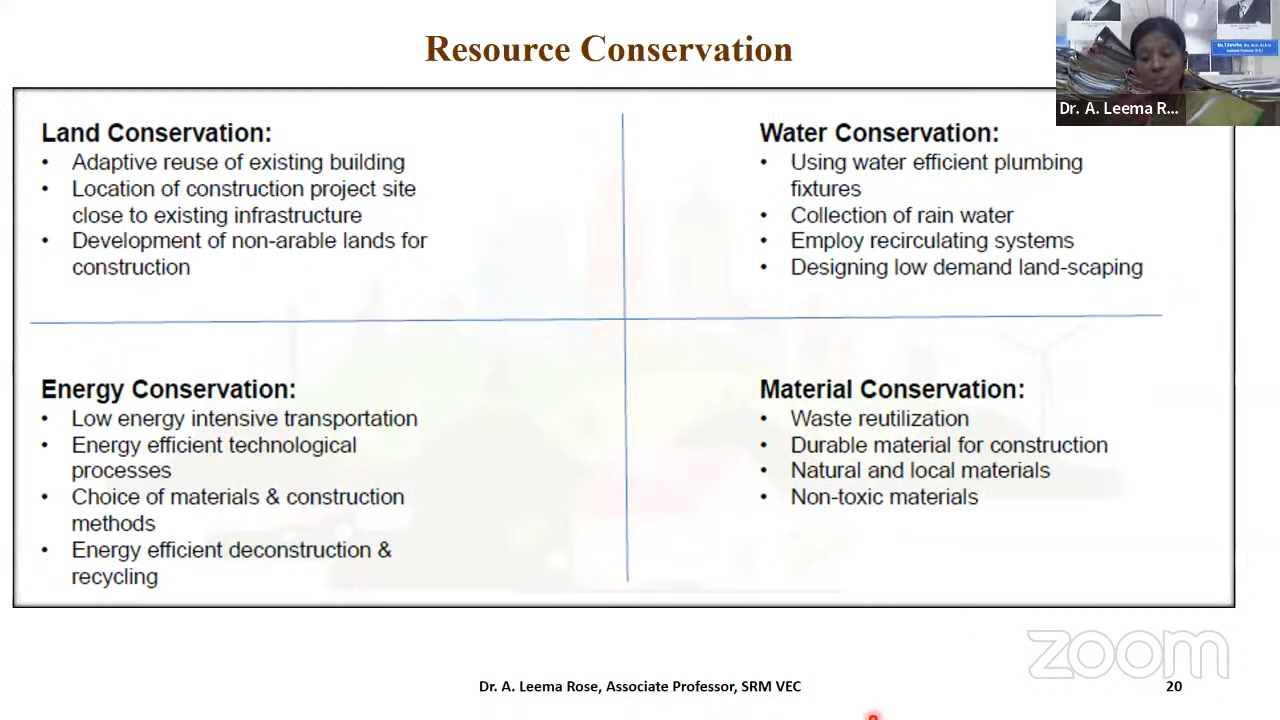 Resource Conservation
Dr. A. Leema R...
Land Conservation:
• Adaptive reuse of existing building
• Location of construction project site
close to existing infrastructure
• Development of non-arable lands for
construction
Water Conservation:
• Using water efficient plumbing
fixtures
• Collection of rain water
• Employ recirculating systems
• Designing low demand land-scaping
Energy Conservation:
• Low energy intensive transportation
• Energy efficient technological
processes
• Choice of materials & construction
methods
• Energy efficient deconstruction &
recycling
Material Conservation:
• Waste reutilization
• Durable material for construction
• Natural and local materials
• Non-toxic materials
zoom
Dr. A. Leema Rose, Associate Professor, SRM VEC
20